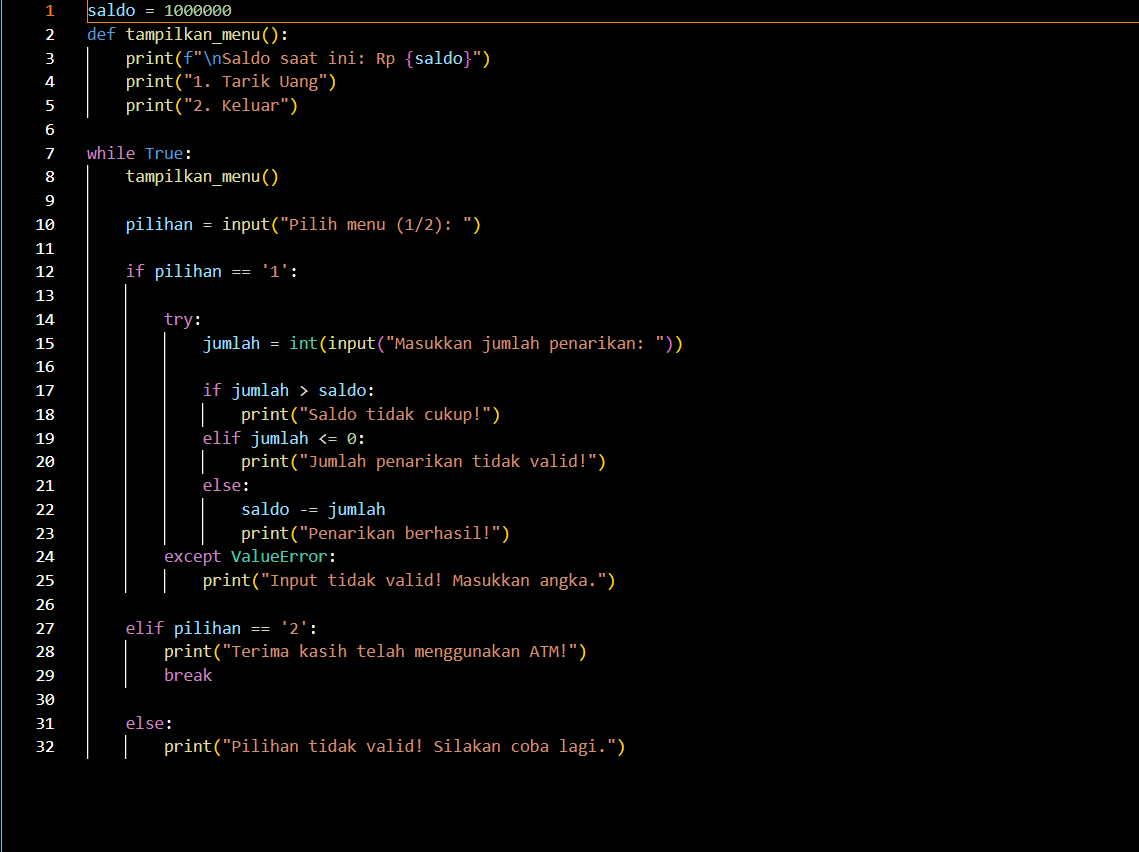 1 saldo = 1000000
2 def tampilkan_menu():
3     print(f"\nSaldo saat ini: Rp {saldo}")
4     print("1. Tarik Uang")
5     print("2. Keluar")
6
7 while True:
8     tampilkan_menu()
9
10     pilihan = input("Pilih menu (1/2): ")
11
12     if pilihan == '1':
13
14         try:
15             jumlah = int(input("Masukkan jumlah penarikan: "))
16
17             if jumlah > saldo:
18                 print("Saldo tidak cukup!")
19             elif jumlah <= 0:
20                 print("Jumlah penarikan tidak valid!")
21             else:
22                 saldo -= jumlah
23                 print("Penarikan berhasil!")
24         except ValueError:
25             print("Input tidak valid! Masukkan angka.")
26
27     elif pilihan == '2':
28         print("Terima kasih telah menggunakan ATM!")
29         break
30
31     else:
32         print("Pilihan tidak valid! Silakan coba lagi.")